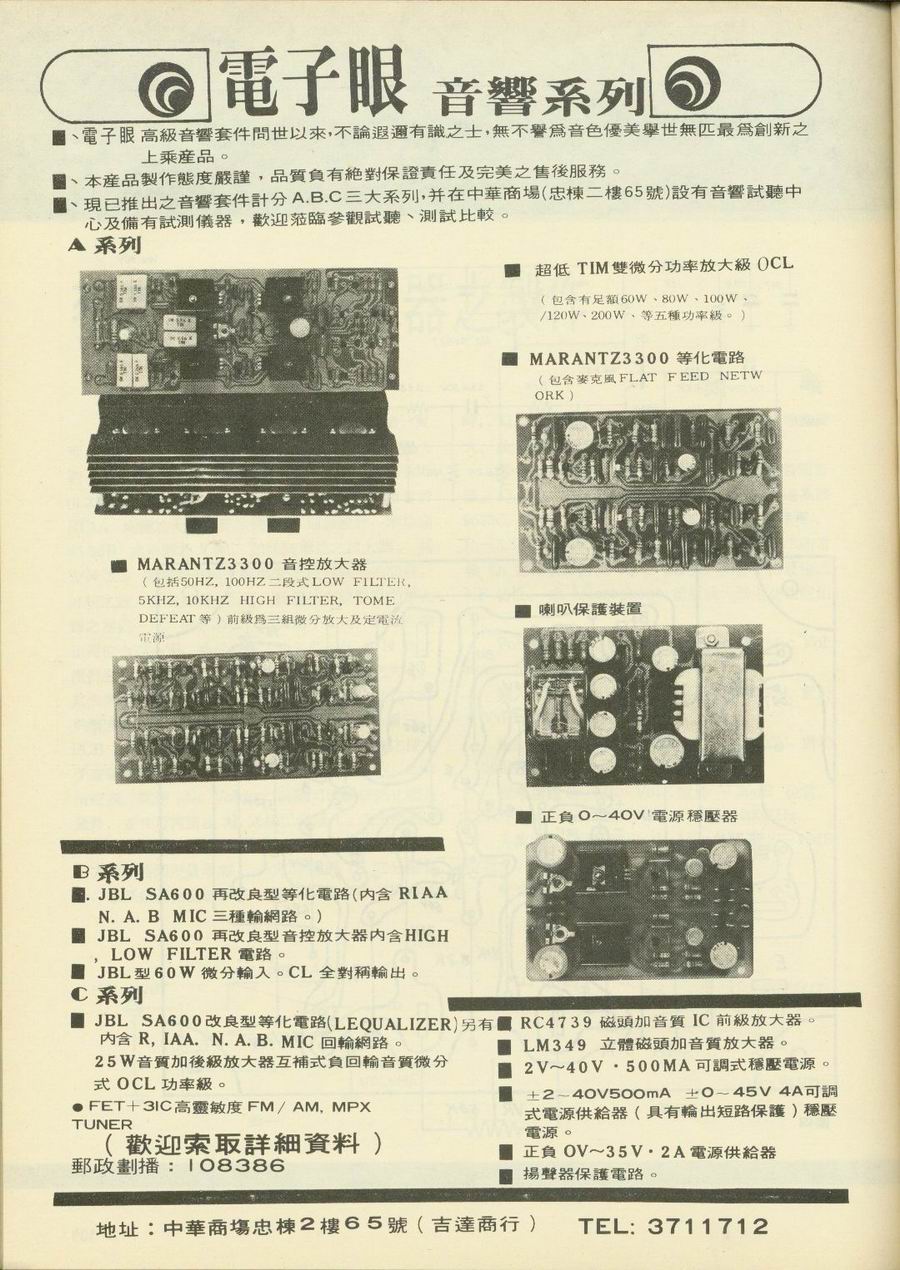 電子眼 音響系列
■、電子眼 高級音響套件問世以來,不論遐邇有識之士,無不譽爲音色優美舉世無匹最爲創新之
上乘產品。
■、本產品製作態度嚴謹,品質負有絕對保證責任及完美之售後服務。
■、現已推出之音響套件計分A.B.C三大系列,并在中華商場(忠棟二樓65號)設有音響試聽中
心及備有試測儀器,歡迎蒞臨參觀試聽、測試比較。
A 系列
■ 超低 TIM雙微分功率放大級 OCL
(包含有足額60W、80W、100W、
/120W、200W、等五種功率級。)
■ MARANTZ3300 等化電路
(包含麥克風FLAT FEED NETW
ORK)
■ MARANTZ3300 音控放大器
(包括50HZ, 100HZ二段式LOW FILTER,
5KHZ, 10KHZ HIGH FILTER, TOME
DEFEAT等)前級爲三組微分放大及定電流
電源
■ 喇叭保護裝置
■ 正負0~40V 電源穩壓器
B 系列
■. JBL SA600 再改良型等化電路(內含 RIAA
N. A. B MIC 三種輸網路。)
■ JBL SA600 再改良型音控放大器內含HIGH
, LOW FILTER 電路。
■ JBL型60W 微分輸入。CL 全對稱輸出。
C 系列
■ JBL SA600改良型等化電路(LEQUALIZER)另有
內含 R, IAA. N. A. B. MIC 回輸網路。
25W音質加後級放大器互補式負回輸音質微分
式 OCL 功率級。
● FET+3IC高靈敏度 FM/ AM, MPX
TUNER
(歡迎索取詳細資料)
郵政劃播:108386
■ RC4739 磁頭加音質 IC 前級放大器。
■ LM349 立體磁頭加音質放大器。
■ 2V~40V・500MA 可調式穩壓電源。
■ ±2~40V500mA ±0~45V 4A可調
式電源供給器(具有輸出短路保護)穩壓
電源。
■ 正負 0V~35V・2A 電源供給器
■ 揚聲器保護電路。
地址:中華商塲忠棟2樓65號(吉達商行) TEL: 3711712